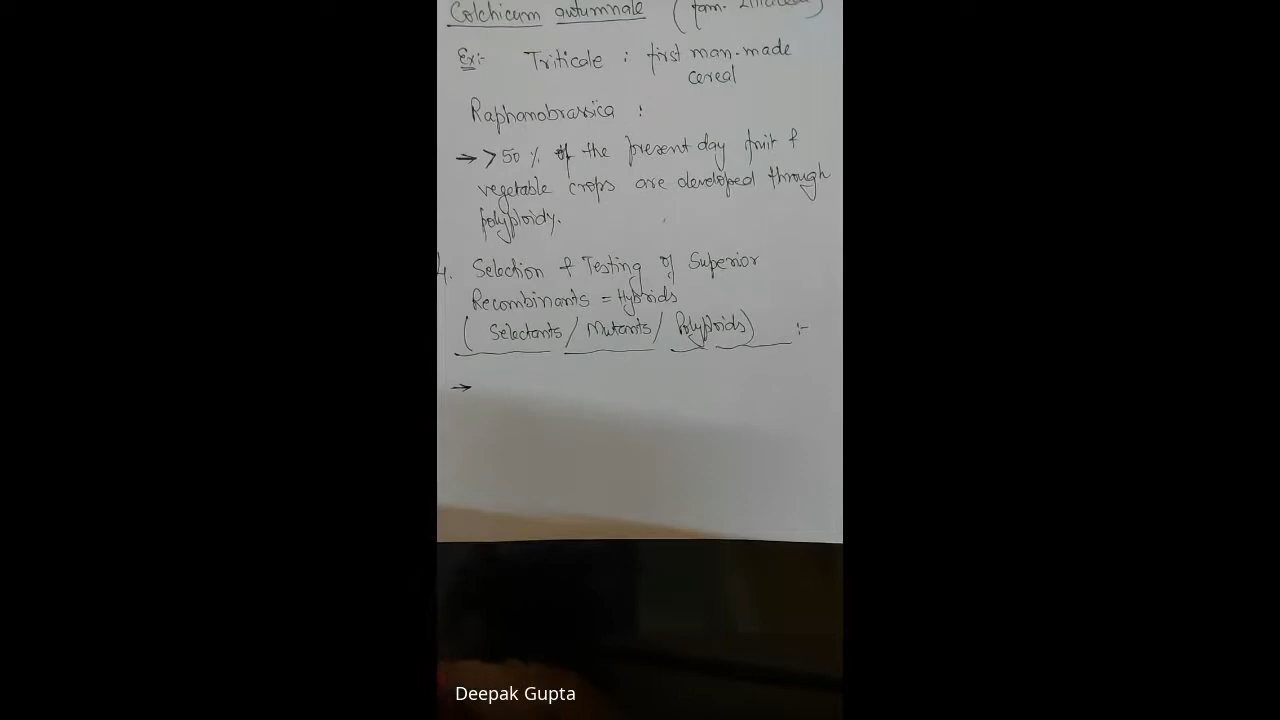 Colchicum autumnale (fam.
Ex:- Triticale : first man-made
cereal
Raphanobrassica :
→ > 50 % of the present day fruit &
vegetable crops are developed through
polyploidy.
4. Selection & Testing of Superior
Recombinants = Hybrids
( Selectants / Mutants / Polyploids) :-
→
Deepak Gupta